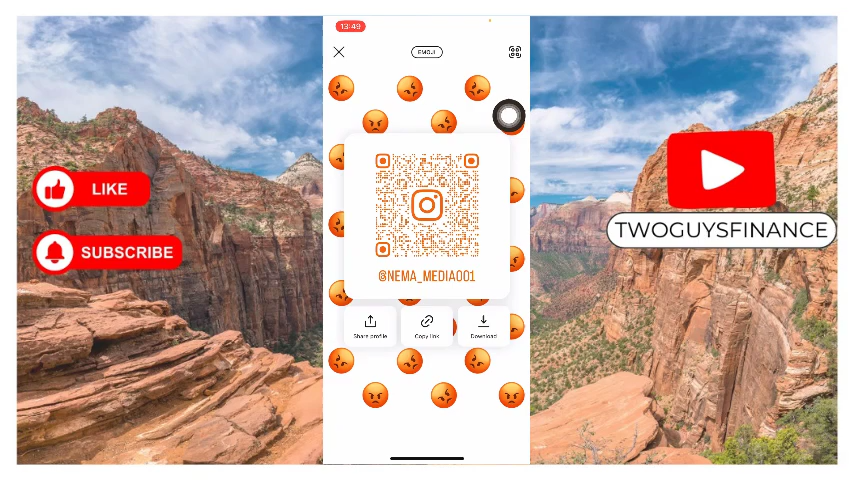 13:49
EMOJI
LIKE
SUBSCRIBE
TWOGUYSFINANCE
@NEMA_MEDIA001
Share profile
Copy link
Download